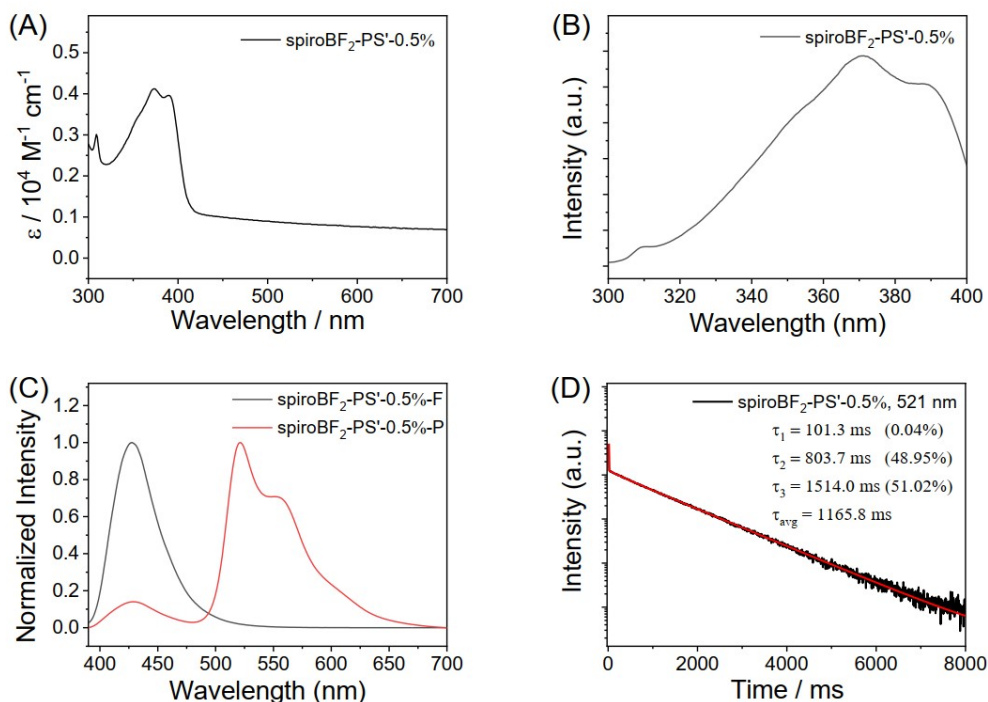 (A)
spiroBF₂-PS'-0.5%
ε / 10⁴ M⁻¹ cm⁻¹
0.5
0.4
0.3
0.2
0.1
0.0
300 400 500 600 700
Wavelength / nm
(B)
spiroBF₂-PS'-0.5%
Intensity (a.u.)
300 320 340 360 380 400
Wavelength (nm)
(C)
spiroBF₂-PS'-0.5%-F
spiroBF₂-PS'-0.5%-P
Normalized Intensity
1.2
1.0
0.8
0.6
0.4
0.2
0.0
400 450 500 550 600 650 700
Wavelength (nm)
(D)
spiroBF₂-PS'-0.5%, 521 nm
τ₁ = 101.3 ms (0.04%)
τ₂ = 803.7 ms (48.95%)
τ₃ = 1514.0 ms (51.02%)
τavg = 1165.8 ms
Intensity (a.u.)
0 2000 4000 6000 8000
Time / ms